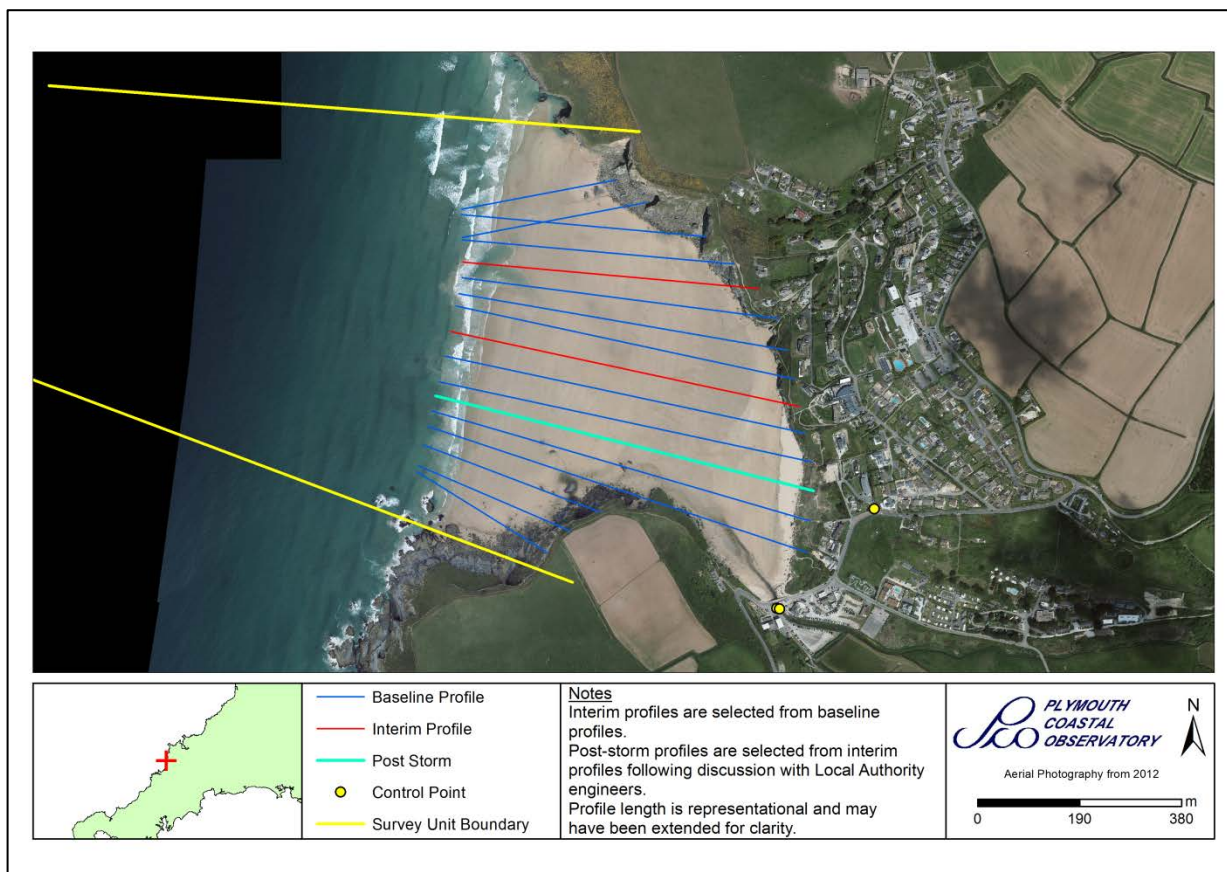 Baseline Profile
Interim Profile
Post Storm
Control Point
Survey Unit Boundary
Notes
Interim profiles are selected from baseline
profiles.
Post-storm profiles are selected from interim
profiles following discussion with Local Authority
engineers.
Profile length is representational and may
have been extended for clarity.
PLYMOUTH
COASTAL
OBSERVATORY
N
Aerial Photography from 2012
m
0 190 380